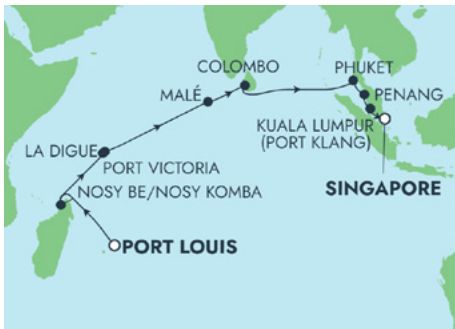 COLOMBO
PHUKET
MALÉ
PENANG
KUALA LUMPUR
(PORT KLANG)
LA DIGUE
PORT VICTORIA
SINGAPORE
NOSY BE/NOSY KOMBA
PORT LOUIS